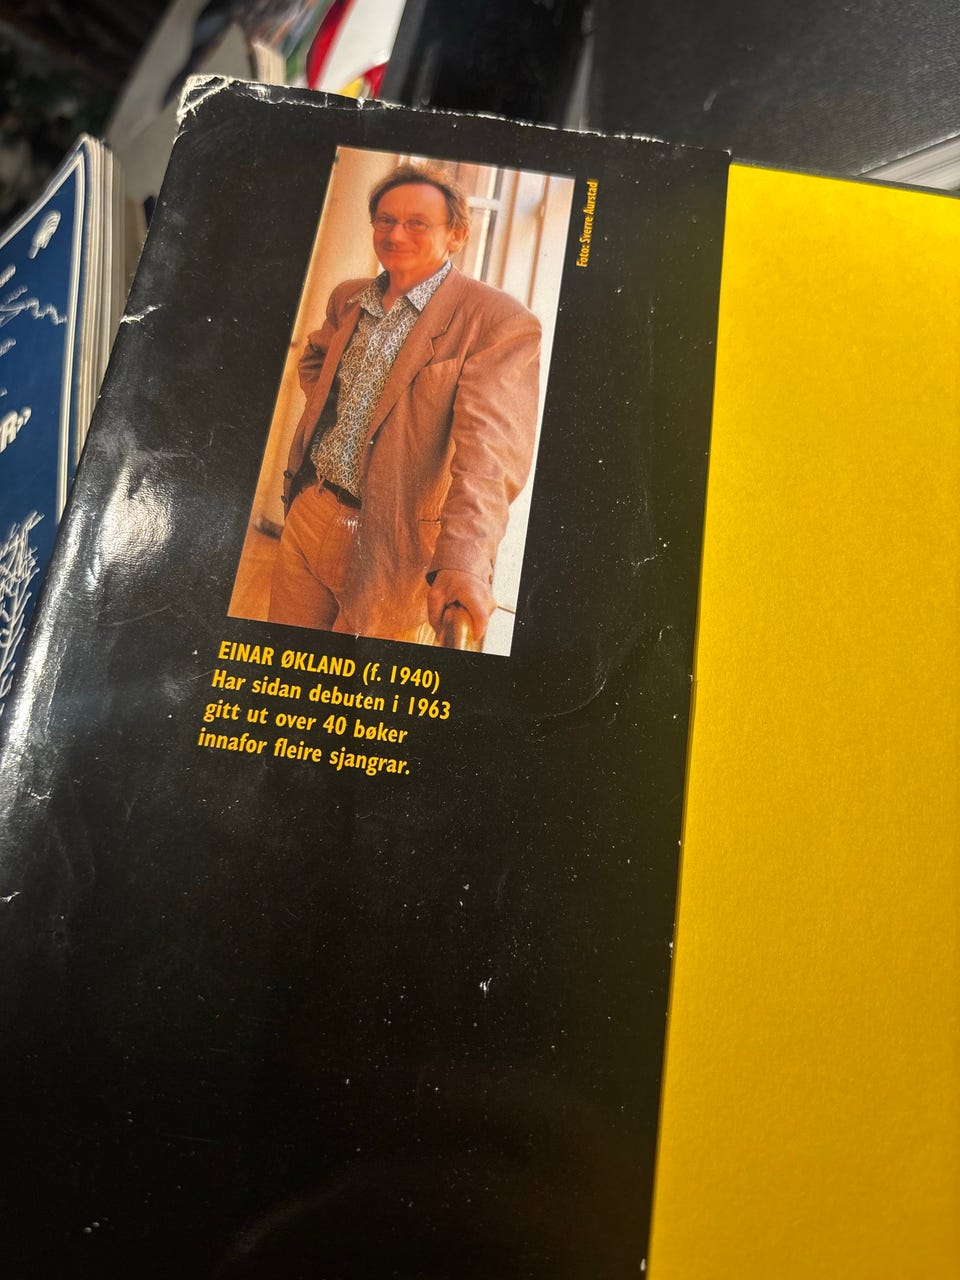 Foto: Sverre Aurstad
EINAR ØKLAND (f. 1940)
Har sidan debuten i 1963
gitt ut over 40 bøker
innafor fleire sjangrar.
R»